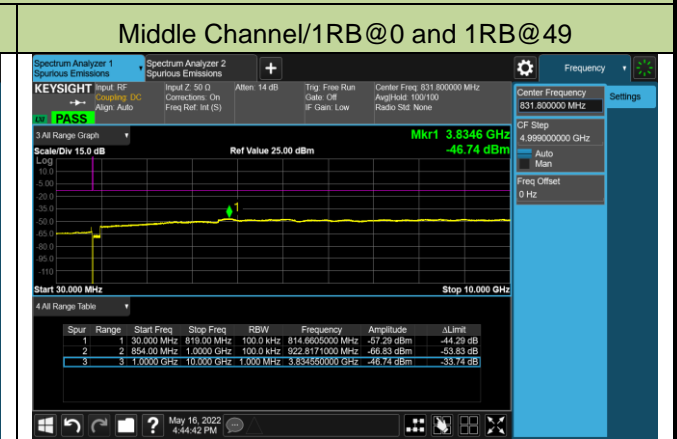 Middle Channel/1RB@0 and 1RB@49
Spectrum Analyzer 1
Spurious Emissions
Spectrum Analyzer 2
Spurious Emissions
+
Frequency
KEYSIGHT
Input: RF
Coupling: DC
Align: Auto
Input Z: 50 Ω
Corrections: On
Freq Ref: Int (S)
Atten: 14 dB
Trig: Free Run
Gate: Off
IF Gain: Low
Center Freq: 831.800000 MHz
Avg|Hold: 100/100
Radio Std: None
PASS
Center Frequency
831.800000 MHz
Settings
CF Step
4.999000000 GHz
Auto
Man
Freq Offset
0 Hz
3 All Range Graph
Mkr1 3.8346 GHz
Scale/Div 15.0 dB
Ref Value 25.00 dBm
-46.74 dBm
Log
10.0
-5.00
-20.0
-35.0
-50.0
-65.0
-80.0
-95.0
-110
1
Start 30.000 MHz
Stop 10.000 GHz
4 All Range Table
Spur Range Start Freq Stop Freq RBW Frequency Amplitude ΔLimit
1 1 30.000 MHz 819.00 MHz 100.0 kHz 814.6605000 MHz -57.29 dBm -44.29 dB
2 2 854.00 MHz 1.0000 GHz 100.0 kHz 922.8171000 MHz -66.83 dBm -53.83 dB
3 3 1.0000 GHz 10.000 GHz 1.000 MHz 3.834550000 GHz -46.74 dBm -33.74 dB
?
May 16, 2022
4:44:42 PM